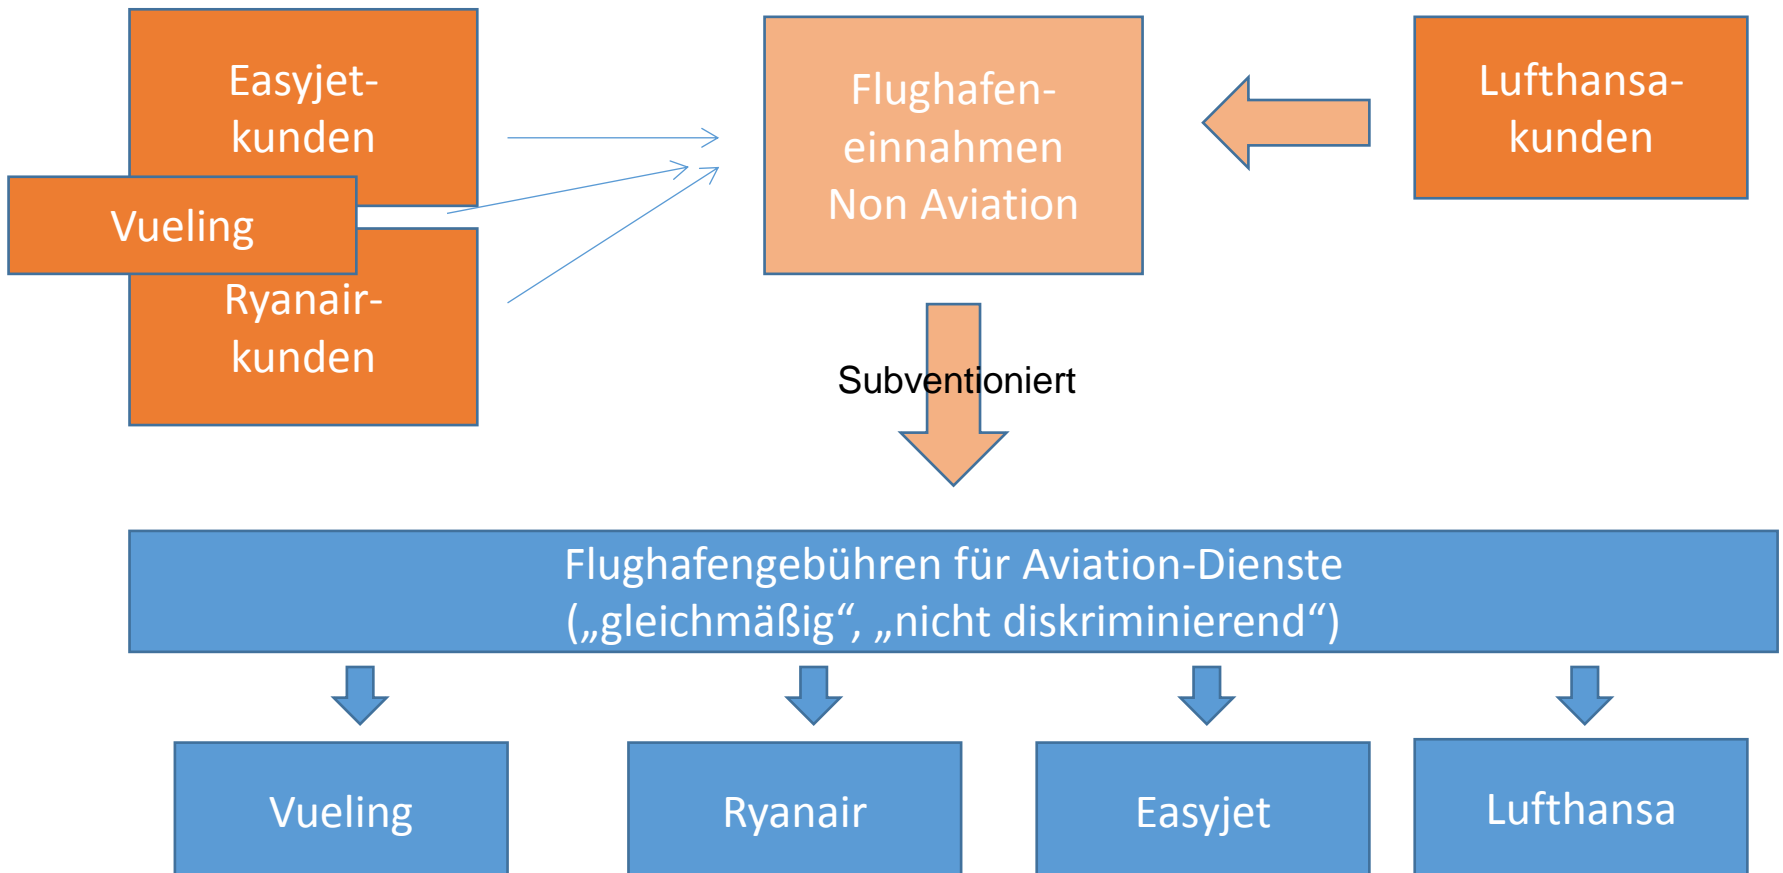 Easyjet-
kunden
Vueling
Ryanair-
kunden
Flughafen-
einnahmen
Non Aviation
Lufthansa-
kunden
Subventioniert
Flughafengebühren für Aviation-Dienste
(„gleichmäßig“, „nicht diskriminierend“)
Vueling
Ryanair
Easyjet
Lufthansa